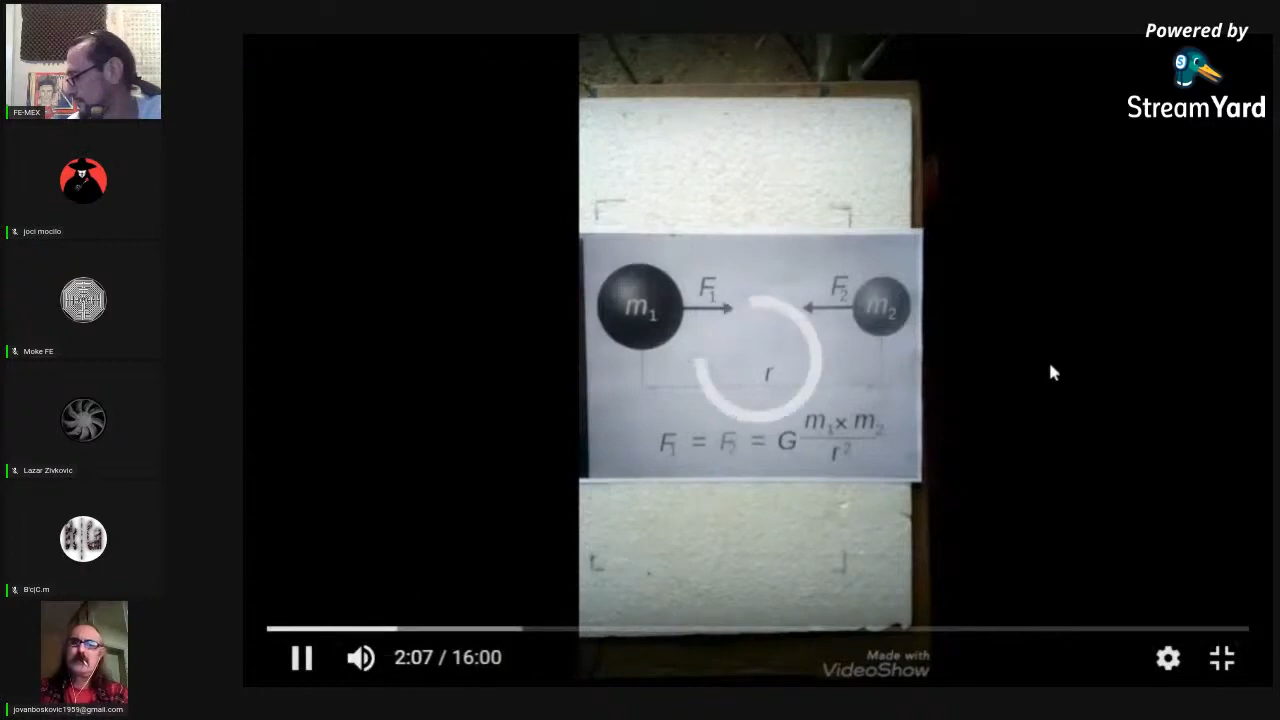 Powered by
StreamYard
FE-MEX
joci mocilo
Moke FE
Lazar Zivkovic
B'c|C.m
jovanboskovic1959@gmail.com
m₁
F₁
F₂
m₂
r
F₁ = F₂ = G m₁ × m₂ / r²
2:07 / 16:00
Made with
VideoShow